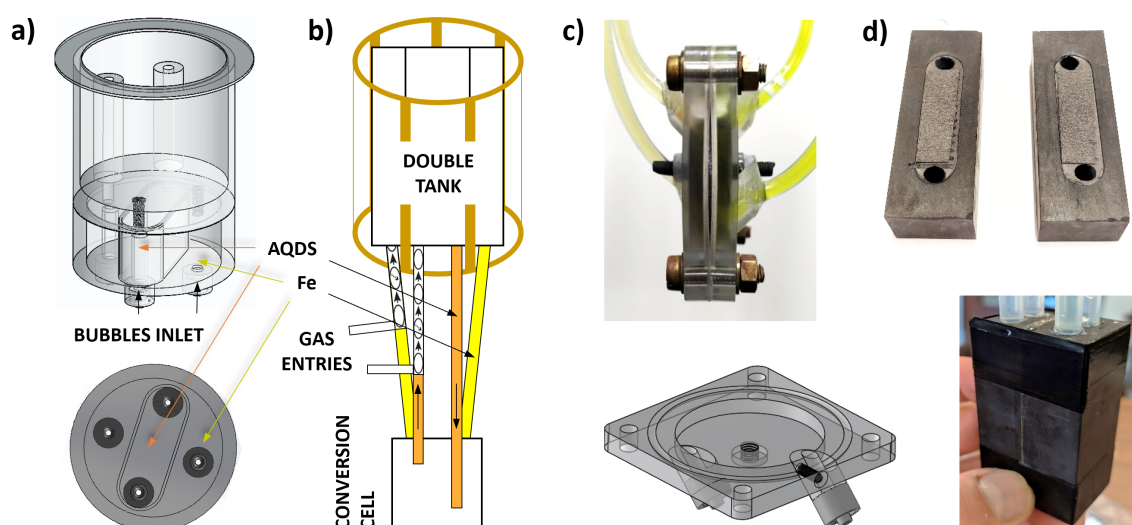 a)
b)
c)
d)
DOUBLE
TANK
AQDS
Fe
BUBBLES INLET
GAS
ENTRIES
CONVERSION
CELL